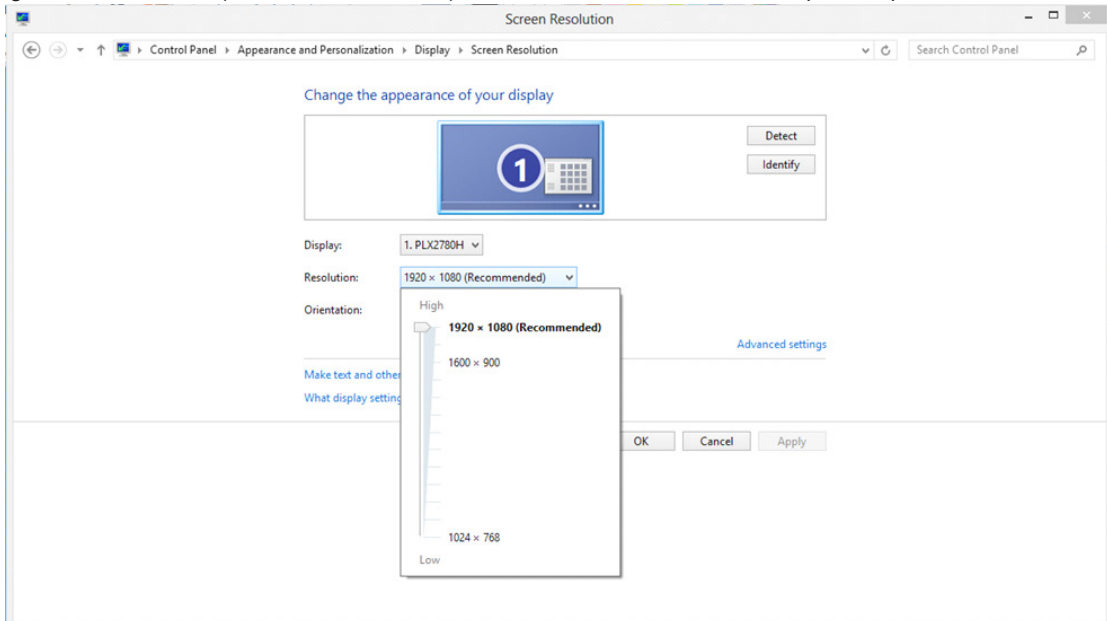 Screen Resolution
Control Panel Appearance and Personalization Display Screen Resolution Search Control Panel
Change the appearance of your display
1
Detect
Identify
Display: 1. PLX2780H
Resolution: 1920 × 1080 (Recommended)
Orientation:
High
1920 × 1080 (Recommended)
1600 × 900
1024 × 768
Low
Advanced settings
Make text and other
What display setting
OK Cancel Apply